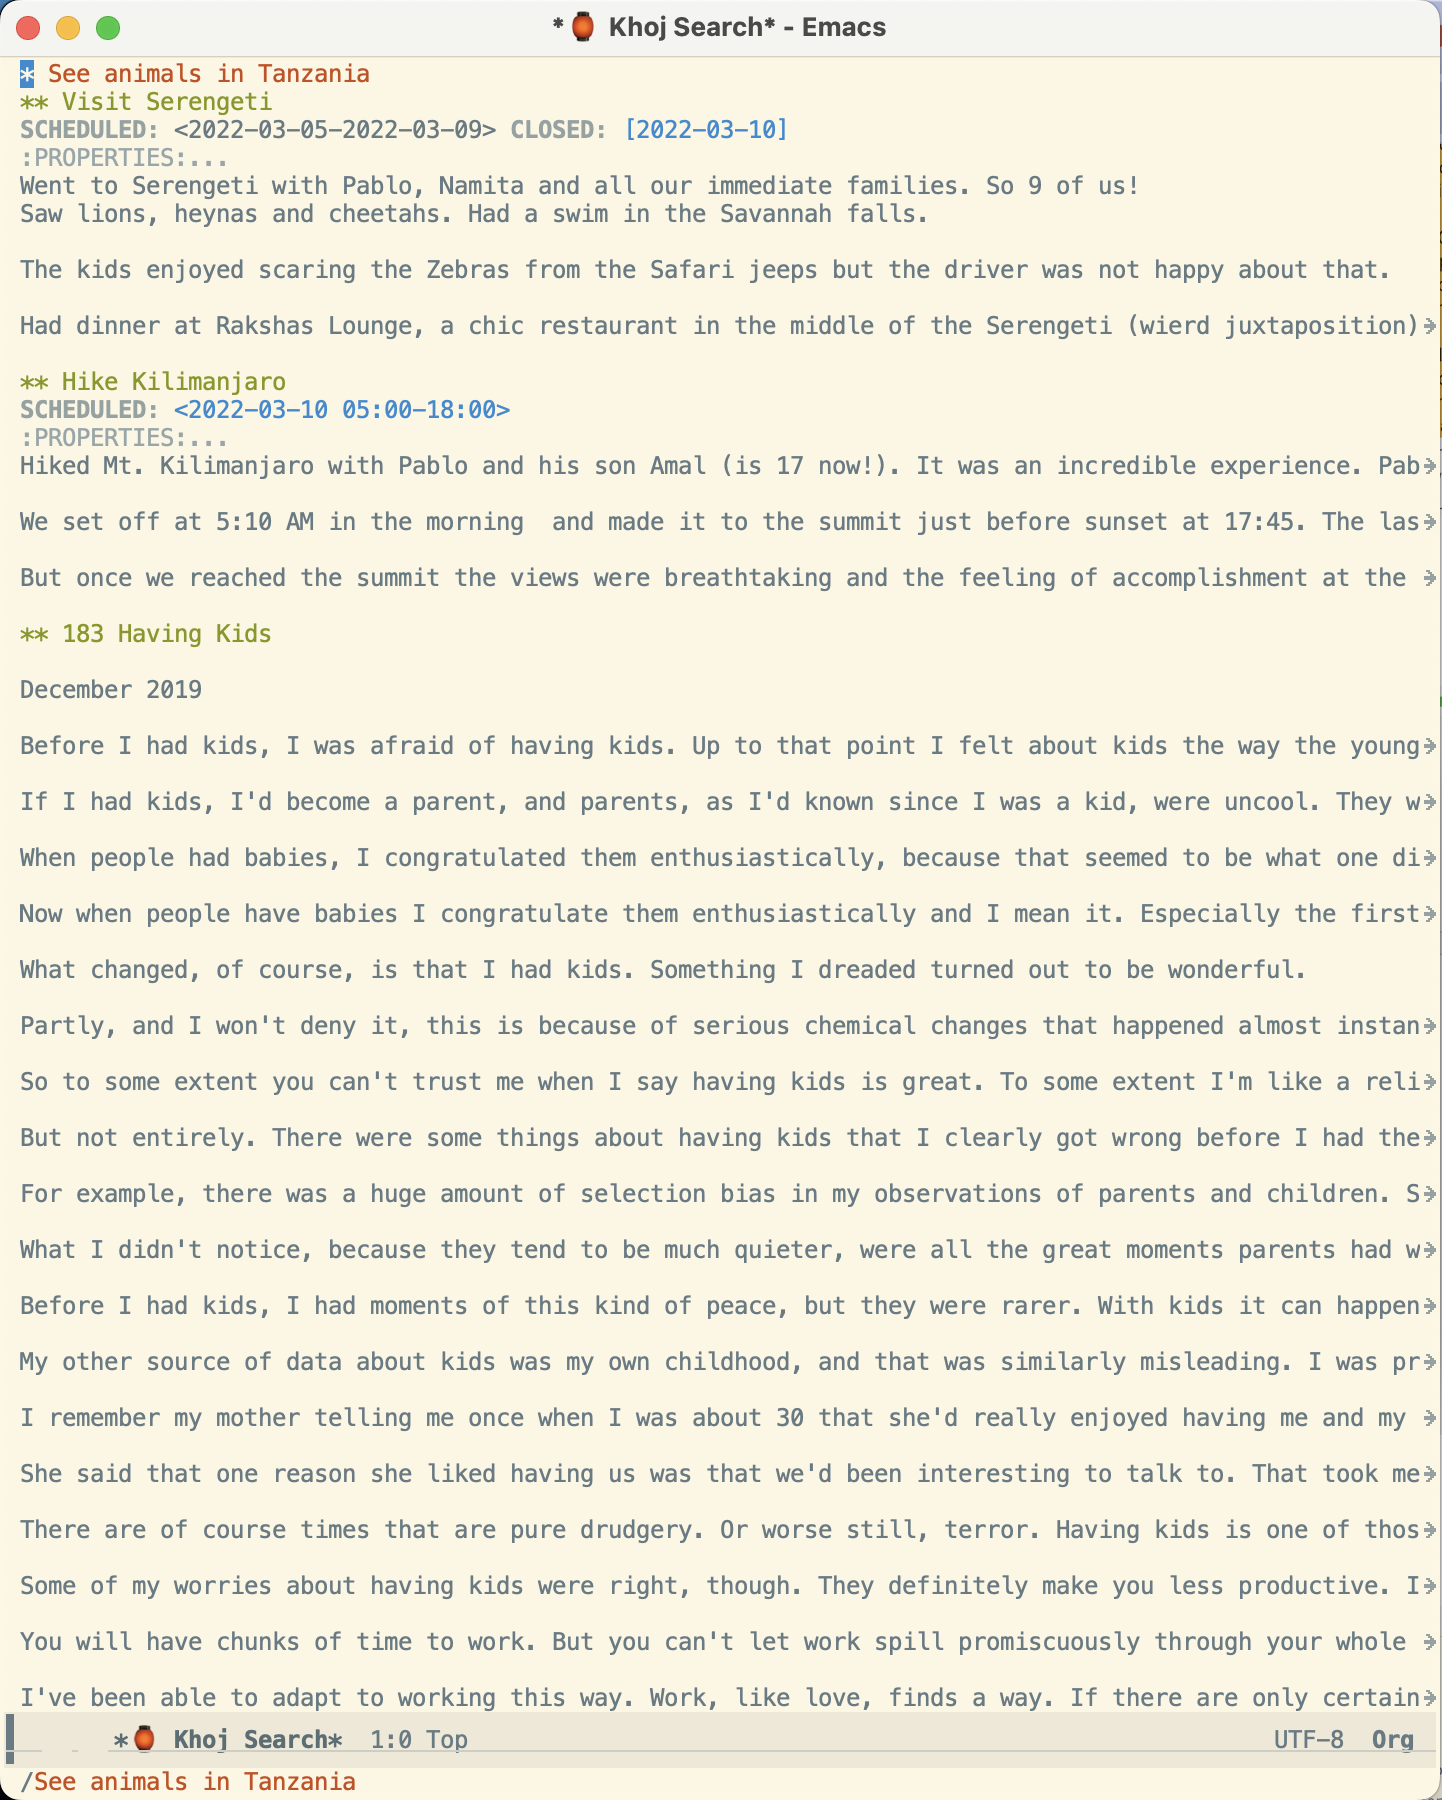 * Khoj Search* - Emacs
* See animals in Tanzania
** Visit Serengeti
SCHEDULED: <2022-03-05-2022-03-09> CLOSED: [2022-03-10]
:PROPERTIES:...
Went to Serengeti with Pablo, Namita and all our immediate families. So 9 of us!
Saw lions, heynas and cheetahs. Had a swim in the Savannah falls.
The kids enjoyed scaring the Zebras from the Safari jeeps but the driver was not happy about that.
Had dinner at Rakshas Lounge, a chic restaurant in the middle of the Serengeti (wierd juxtaposition)
** Hike Kilimanjaro
SCHEDULED: <2022-03-10 05:00-18:00>
:PROPERTIES:...
Hiked Mt. Kilimanjaro with Pablo and his son Amal (is 17 now!). It was an incredible experience. Pab
We set off at 5:10 AM in the morning  and made it to the summit just before sunset at 17:45. The las
But once we reached the summit the views were breathtaking and the feeling of accomplishment at the
** 183 Having Kids
December 2019
Before I had kids, I was afraid of having kids. Up to that point I felt about kids the way the young
If I had kids, I'd become a parent, and parents, as I'd known since I was a kid, were uncool. They w
When people had babies, I congratulated them enthusiastically, because that seemed to be what one di
Now when people have babies I congratulate them enthusiastically and I mean it. Especially the first
What changed, of course, is that I had kids. Something I dreaded turned out to be wonderful.
Partly, and I won't deny it, this is because of serious chemical changes that happened almost instan
So to some extent you can't trust me when I say having kids is great. To some extent I'm like a reli
But not entirely. There were some things about having kids that I clearly got wrong before I had the
For example, there was a huge amount of selection bias in my observations of parents and children. S
What I didn't notice, because they tend to be much quieter, were all the great moments parents had w
Before I had kids, I had moments of this kind of peace, but they were rarer. With kids it can happen
My other source of data about kids was my own childhood, and that was similarly misleading. I was pr
I remember my mother telling me once when I was about 30 that she'd really enjoyed having me and my
She said that one reason she liked having us was that we'd been interesting to talk to. That took me
There are of course times that are pure drudgery. Or worse still, terror. Having kids is one of thos
Some of my worries about having kids were right, though. They definitely make you less productive. I
You will have chunks of time to work. But you can't let work spill promiscuously through your whole
I've been able to adapt to working this way. Work, like love, finds a way. If there are only certain
* Khoj Search* 1:0 Top UTF-8 Org
/See animals in Tanzania